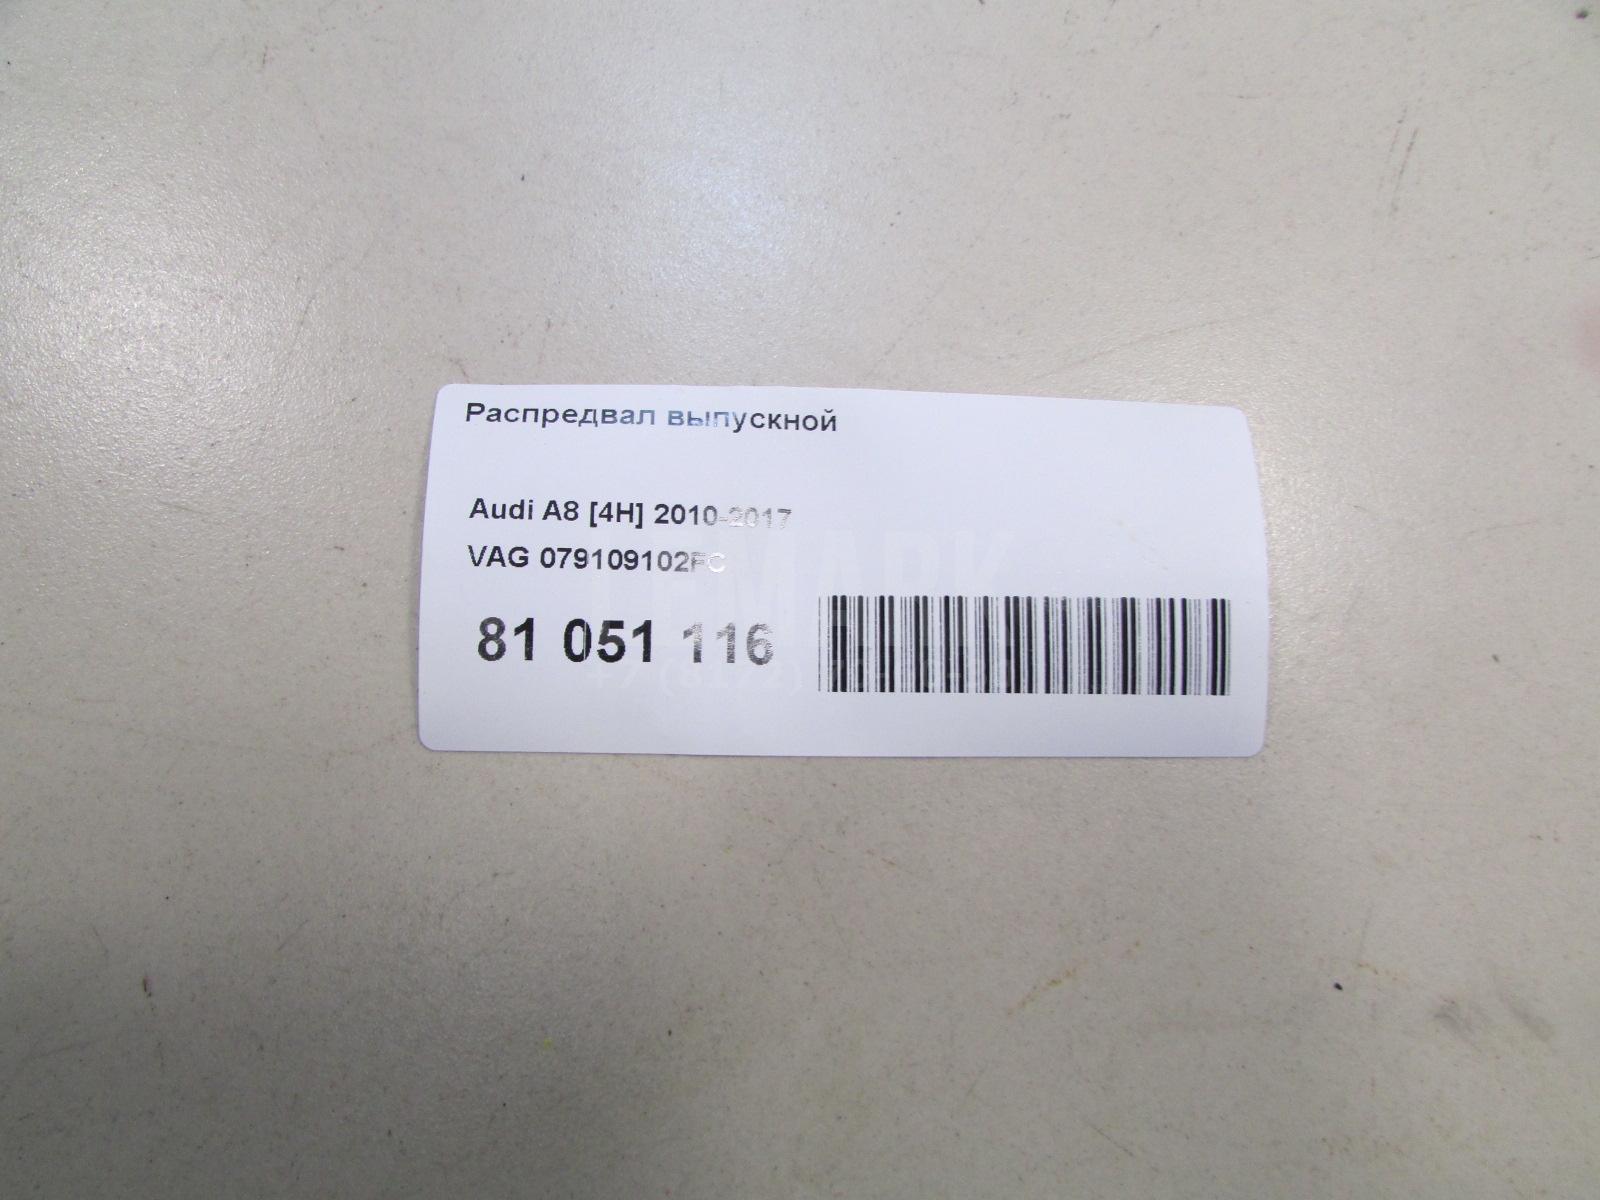 Распредвал выпускной
Audi A8 [4H] 2010-2017
VAG 079109102FC
81 051 116